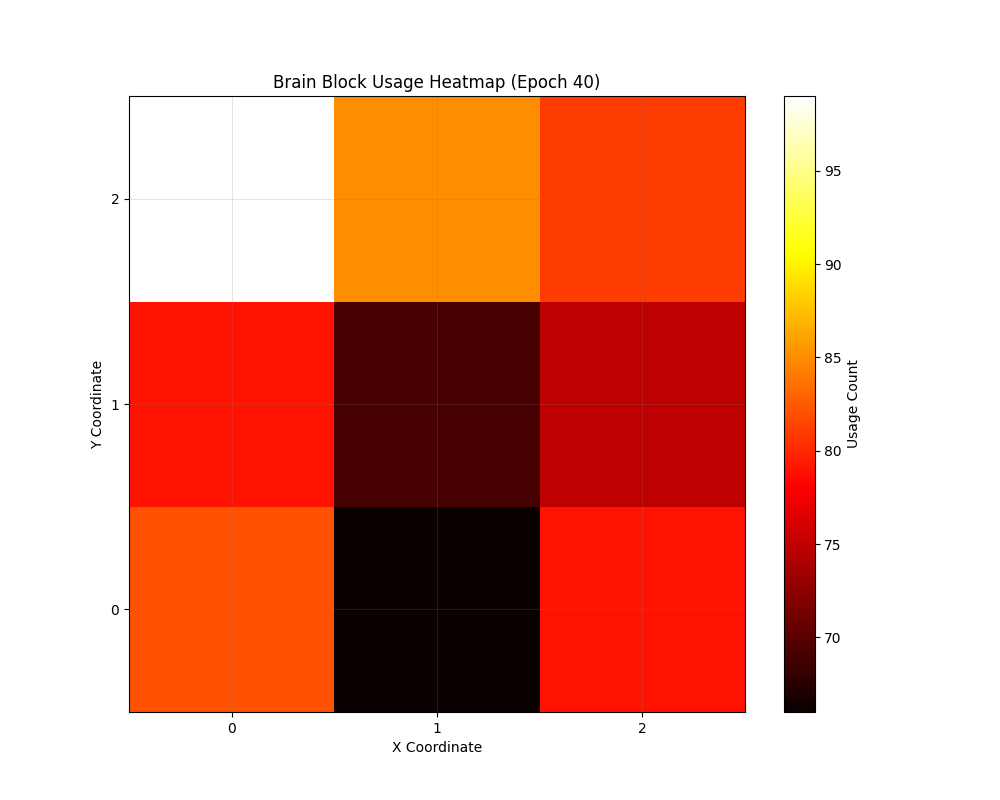 Brain Block Usage Heatmap (Epoch 40)
2
1
0
Y Coordinate
0 1 2
X Coordinate
95
90
85
80
75
70
Usage Count